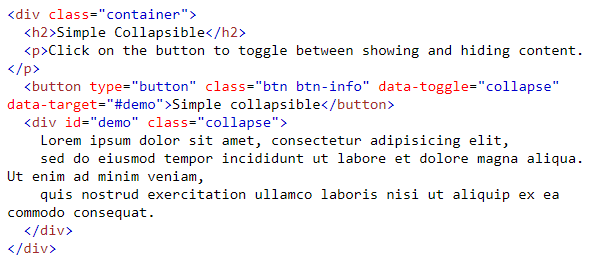 <div class="container">
  <h2>Simple Collapsible</h2>
  <p>Click on the button to toggle between showing and hiding content.
</p>
  <button type="button" class="btn btn-info" data-toggle="collapse"
data-target="#demo">Simple collapsible</button>
  <div id="demo" class="collapse">
    Lorem ipsum dolor sit amet, consectetur adipisicing elit,
    sed do eiusmod tempor incididunt ut labore et dolore magna aliqua.
Ut enim ad minim veniam,
    quis nostrud exercitation ullamco laboris nisi ut aliquip ex ea
commodo consequat.
  </div>
</div>